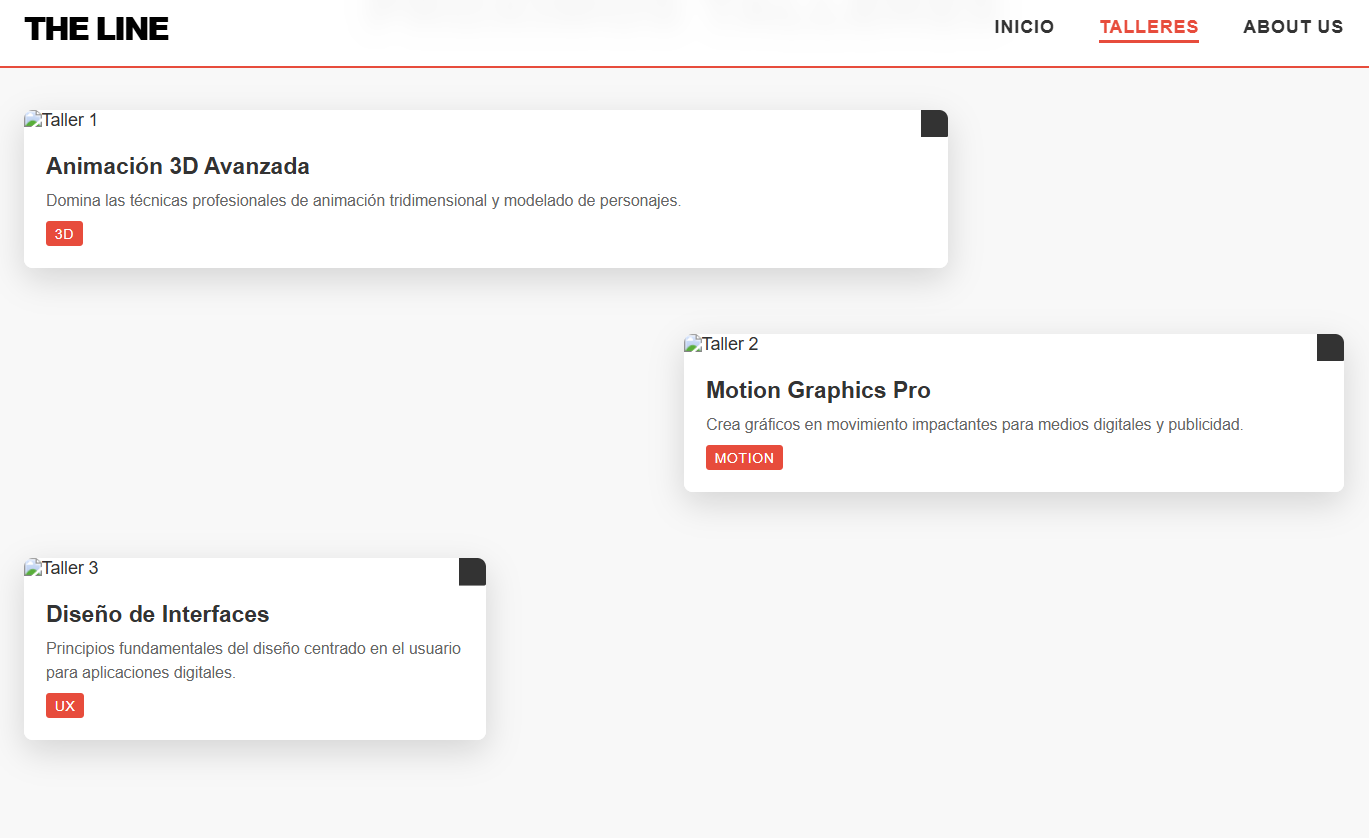 THE LINE
INICIO
TALLERES
ABOUT US
Taller 1
Animación 3D Avanzada
Domina las técnicas profesionales de animación tridimensional y modelado de personajes.
3D
Taller 2
Motion Graphics Pro
Crea gráficos en movimiento impactantes para medios digitales y publicidad.
MOTION
Taller 3
Diseño de Interfaces
Principios fundamentales del diseño centrado en el usuario
para aplicaciones digitales.
UX